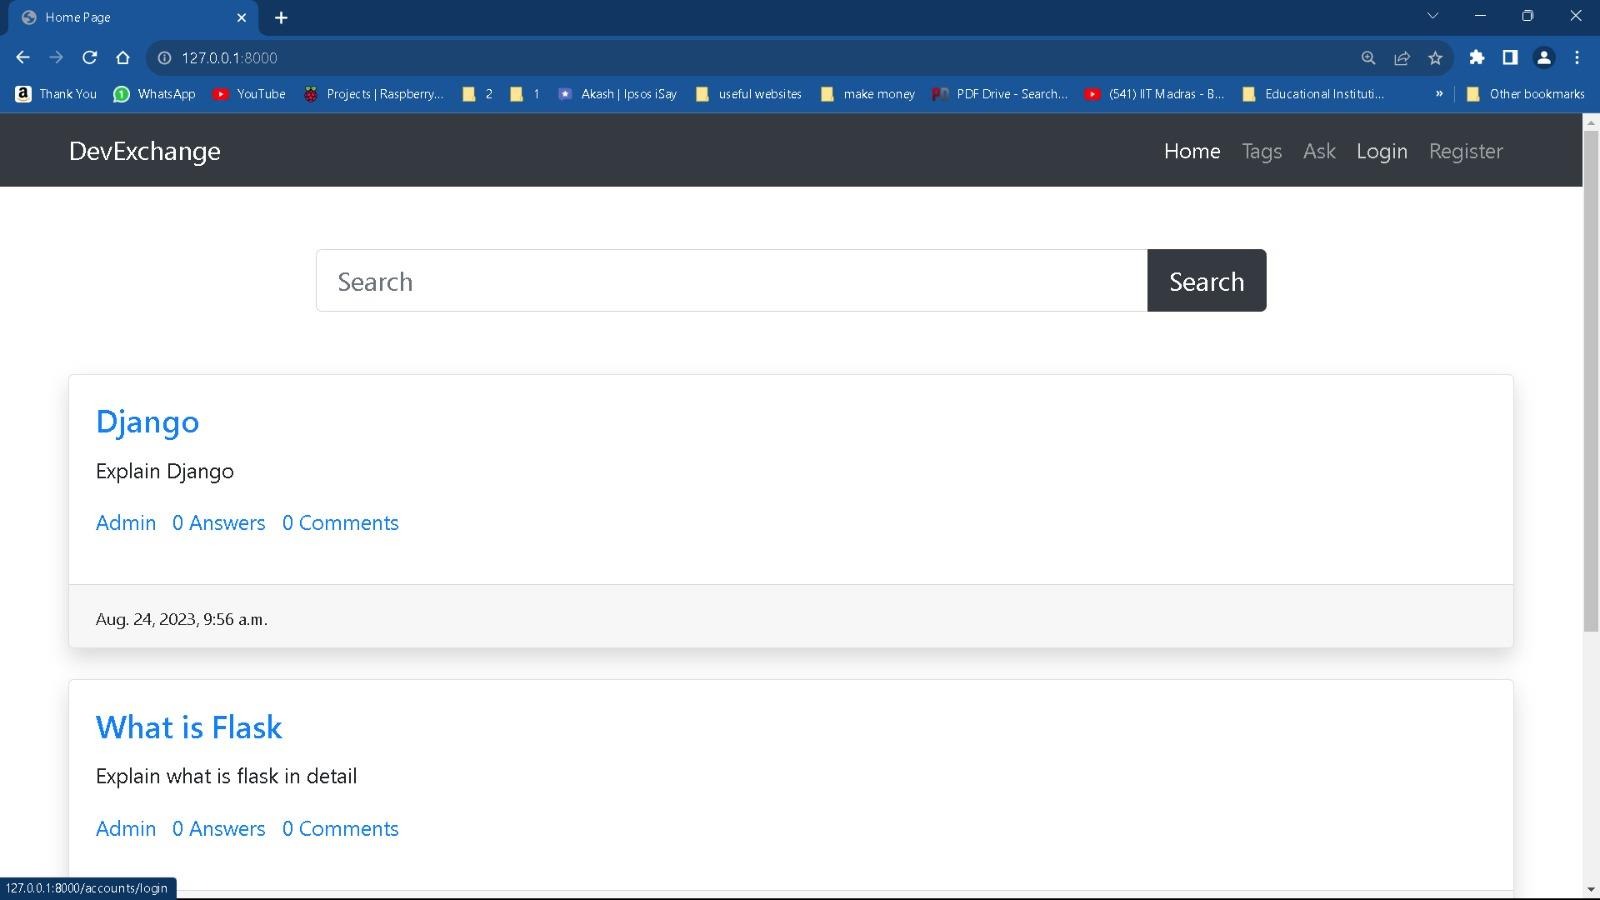 Home Page
127.0.0.1:8000
Thank You WhatsApp YouTube Projects | Raspberry... 2 1 Akash | Ipsos iSay useful websites make money PDF Drive - Search... (541) IIT Madras - B... Educational Instituti... » Other bookmarks
DevExchange Home Tags Ask Login Register
Search Search
Django
Explain Django
Admin 0 Answers 0 Comments
Aug. 24, 2023, 9:56 a.m.
What is Flask
Explain what is flask in detail
Admin 0 Answers 0 Comments
127.0.0.1:8000/accounts/login